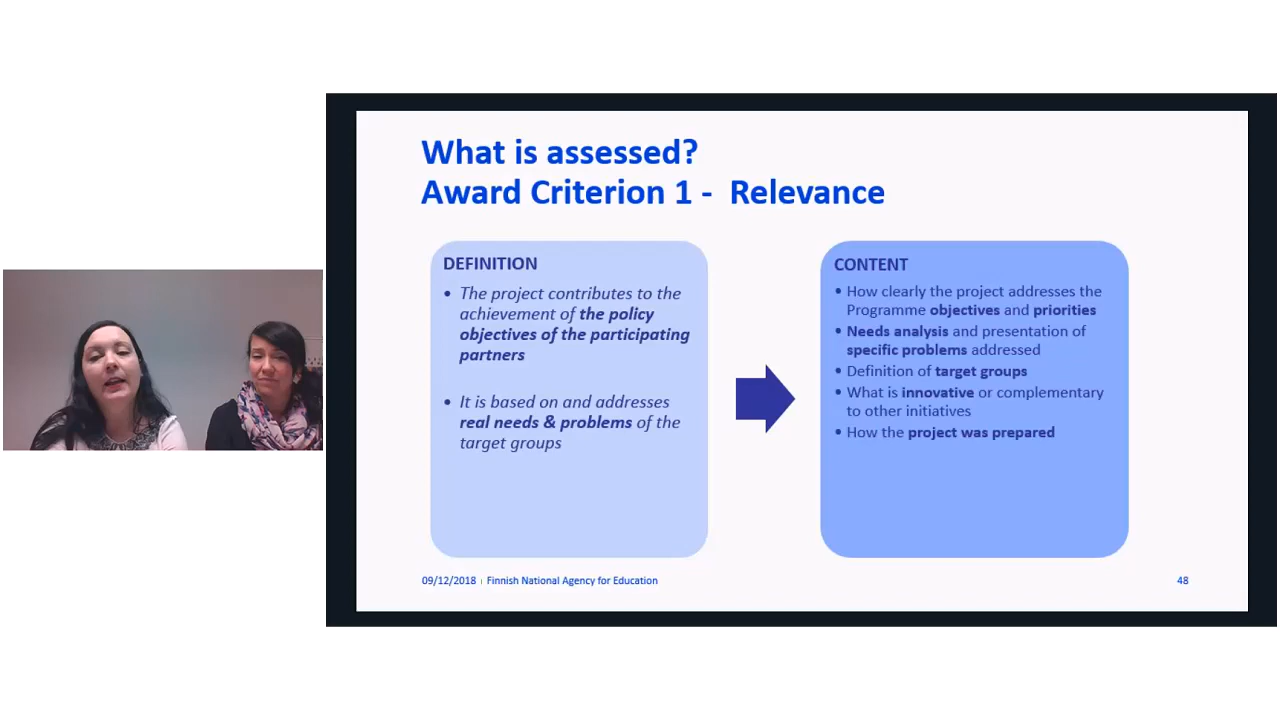 What is assessed?
Award Criterion 1 - Relevance
DEFINITION
• The project contributes to the
achievement of the policy
objectives of the participating
partners
• It is based on and addresses
real needs & problems of the
target groups
CONTENT
• How clearly the project addresses the
Programme objectives and priorities
• Needs analysis and presentation of
specific problems addressed
• Definition of target groups
• What is innovative or complementary
to other initiatives
• How the project was prepared
09/12/2018 | Finnish National Agency for Education
48